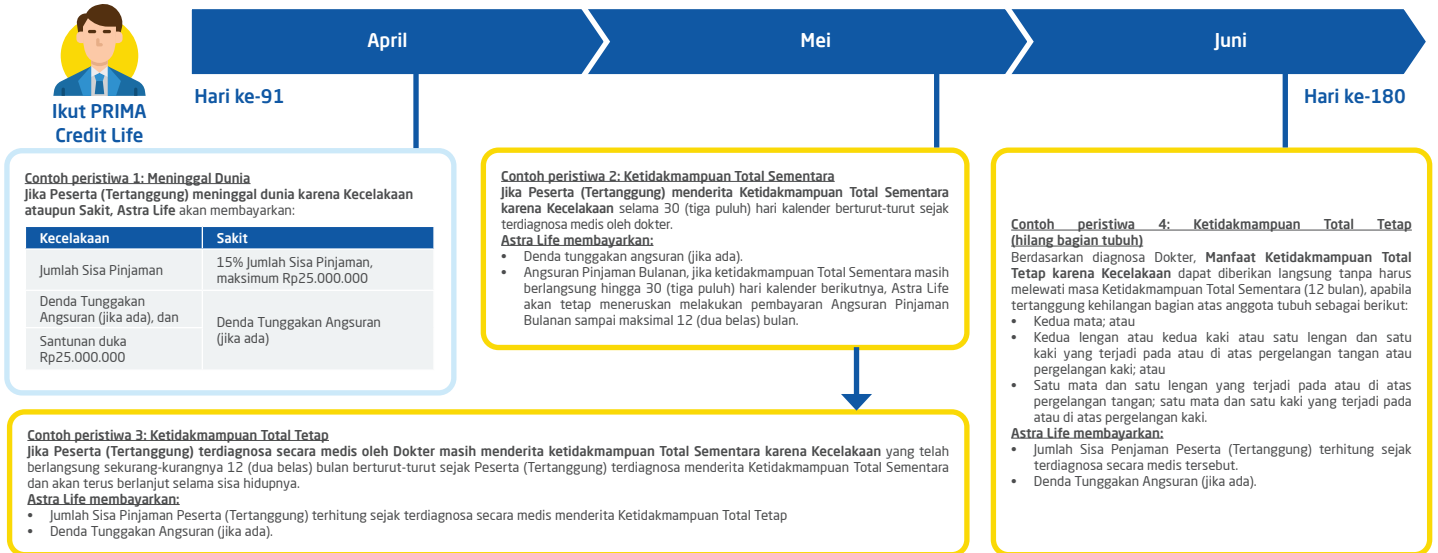 April
Mei
Juni
Ikut PRIMA
Credit Life
Hari ke-91
Hari ke-180
Contoh peristiwa 1: Meninggal Dunia
Jika Peserta (Tertanggung) meninggal dunia karena Kecelakaan
ataupun Sakit, Astra Life akan membayarkan:
Kecelakaan
Sakit
Jumlah Sisa Pinjaman
15% Jumlah Sisa Pinjaman,
maksimum Rp25.000.000
Denda Tunggakan
Angsuran (jika ada), dan
Santunan duka
Rp25.000.000
Denda Tunggakan Angsuran
(jika ada)
Contoh peristiwa 2: Ketidakmampuan Total Sementara
Jika Peserta (Tertanggung) menderita Ketidakmampuan Total Sementara
karena Kecelakaan selama 30 (tiga puluh) hari kalender berturut-turut sejak
terdiagnosa medis oleh dokter.
Astra Life membayarkan:
• Denda tunggakan angsuran (jika ada).
• Angsuran Pinjaman Bulanan, jika ketidakmampuan Total Sementara masih
berlangsung hingga 30 (tiga puluh) hari kalender berikutnya, Astra Life
akan tetap meneruskan melakukan pembayaran Angsuran Pinjaman
Bulanan sampai maksimal 12 (dua belas) bulan.
Contoh peristiwa 3: Ketidakmampuan Total Tetap
Jika Peserta (Tertanggung) terdiagnosa secara medis oleh Dokter masih menderita ketidakmampuan Total Sementara karena Kecelakaan yang telah
berlangsung sekurang-kurangnya 12 (dua belas) bulan berturut-turut sejak Peserta (Tertanggung) terdiagnosa menderita Ketidakmampuan Total Sementara
dan akan terus berlanjut selama sisa hidupnya.
Astra Life membayarkan:
• Jumlah Sisa Pinjaman Peserta (Tertanggung) terhitung sejak terdiagnosa secara medis menderita Ketidakmampuan Total Tetap
• Denda Tunggakan Angsuran (jika ada).
Contoh peristiwa 4: Ketidakmampuan Total Tetap
(hilang bagian tubuh)
Berdasarkan diagnosa Dokter, Manfaat Ketidakmampuan Total
Tetap karena Kecelakaan dapat diberikan langsung tanpa harus
melewati masa Ketidakmampuan Total Sementara (12 bulan), apabila
tertanggung kehilangan bagian atas anggota tubuh sebagai berikut:
• Kedua mata; atau
• Kedua lengan atau kedua kaki atau satu lengan dan satu
kaki yang terjadi pada atau di atas pergelangan tangan atau
pergelangan kaki; atau
• Satu mata dan satu lengan yang terjadi pada atau di atas
pergelangan tangan; satu mata dan satu kaki yang terjadi pada
atau di atas pergelangan kaki.
Astra Life membayarkan:
• Jumlah Sisa Penjaman Peserta (Tertanggung) terhitung sejak
terdiagnosa secara medis tersebut.
• Denda Tunggakan Angsuran (jika ada).